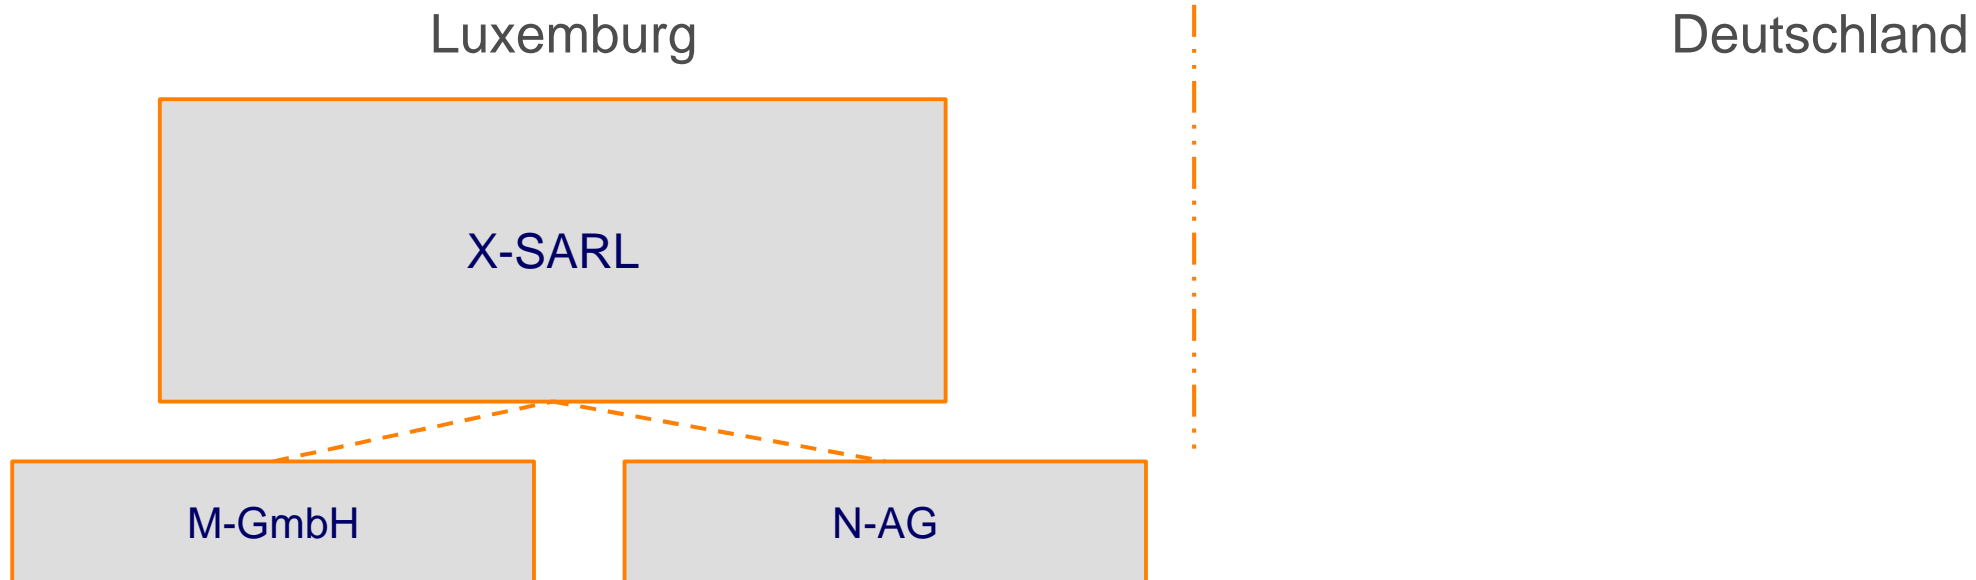 Luxemburg
Deutschland
X-SARL
M-GmbH
N-AG